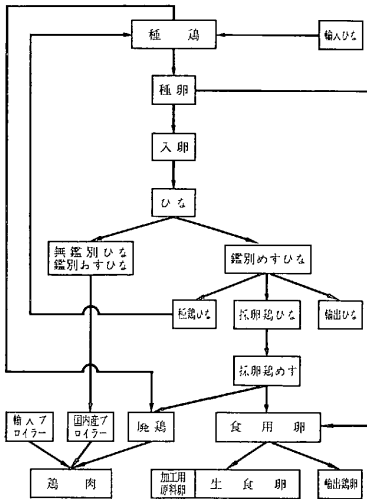 種鶏
輸入ひな
種卵
入卵
ひな
無鑑別ひな
鑑別おすひな
鑑別めすひな
種鶏ひな
採卵鶏ひな
輸出ひな
採卵鶏めす
輸入ブ
ロイラー
国内産ブ
ロイラー
廃鶏
食用卵
鶏肉
加工用
原料卵
生食卵
輸出鶏卵